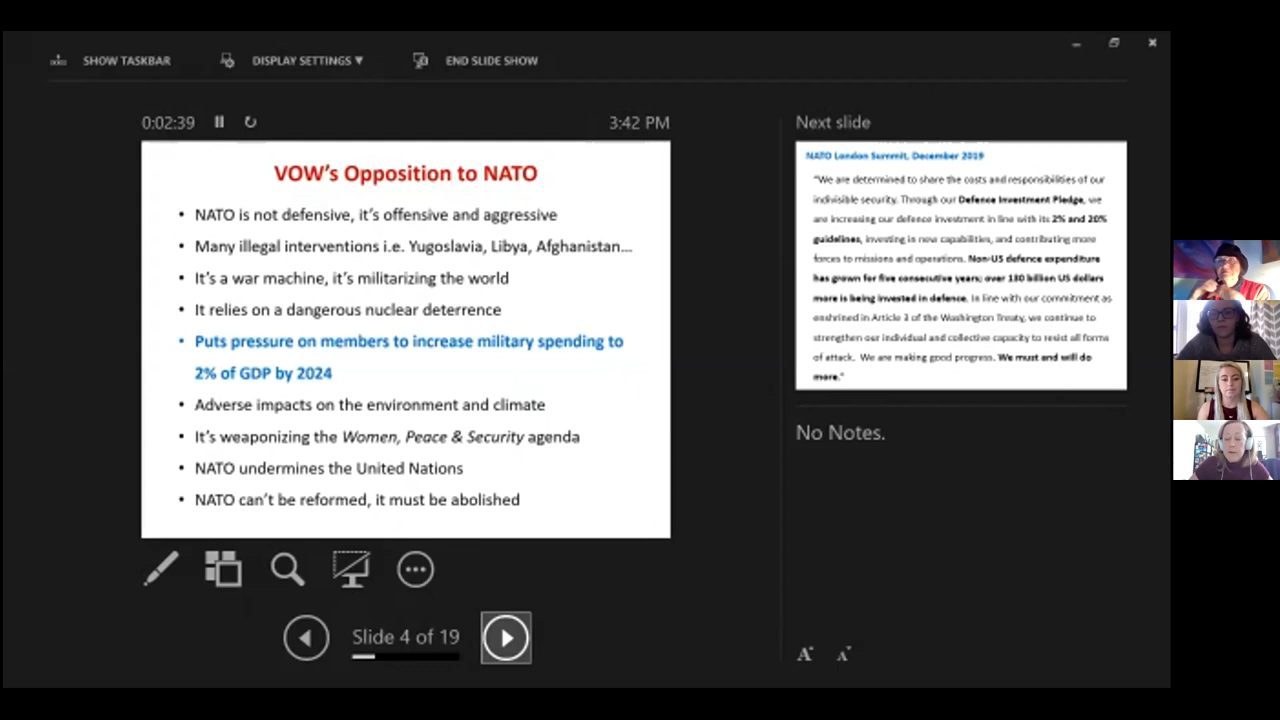 SHOW TASKBAR
DISPLAY SETTINGS ▼
END SLIDE SHOW
0:02:39
3:42 PM
VOW's Opposition to NATO
• NATO is not defensive, it's offensive and aggressive
• Many illegal interventions i.e. Yugoslavia, Libya, Afghanistan...
• It's a war machine, it's militarizing the world
• It relies on a dangerous nuclear deterrence
• Puts pressure on members to increase military spending to
2% of GDP by 2024
• Adverse impacts on the environment and climate
• It's weaponizing the Women, Peace & Security agenda
• NATO undermines the United Nations
• NATO can't be reformed, it must be abolished
Slide 4 of 19
Next slide
NATO London Summit, December 2019
"We are determined to share the costs and responsibilities of our
indivisible security. Through our Defence Investment Pledge, we
are increasing our defence investment in line with its 2% and 20%
guidelines, investing in new capabilities, and contributing more
forces to missions and operations. Non-US defence expenditure
has grown for five consecutive years; over 130 billion US dollars
more is being invested in defence. In line with our commitment as
enshrined in Article 3 of the Washington Treaty, we continue to
strengthen our individual and collective capacity to resist all forms
of attack. We are making good progress. We must and will do
more."
No Notes.
A A